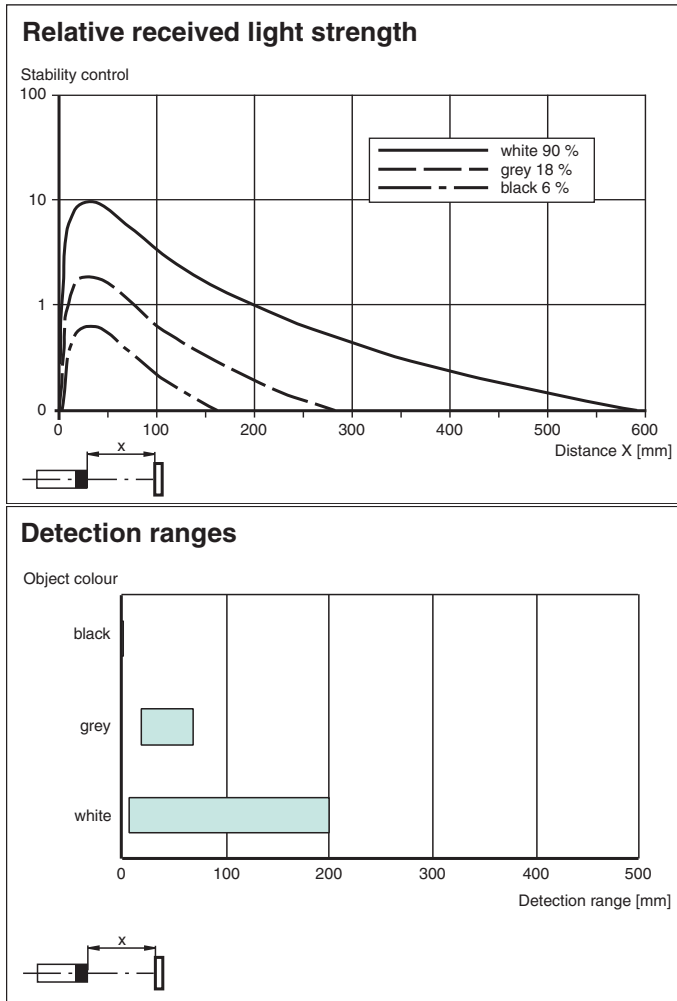 Relative received light strength
Stability control
100
10
1
0
white 90 %
grey 18 %
black 6 %
0 100 200 300 400 500 600
Distance X [mm]
x
Detection ranges
Object colour
black
grey
white
0 100 200 300 400 500
Detection range [mm]
x